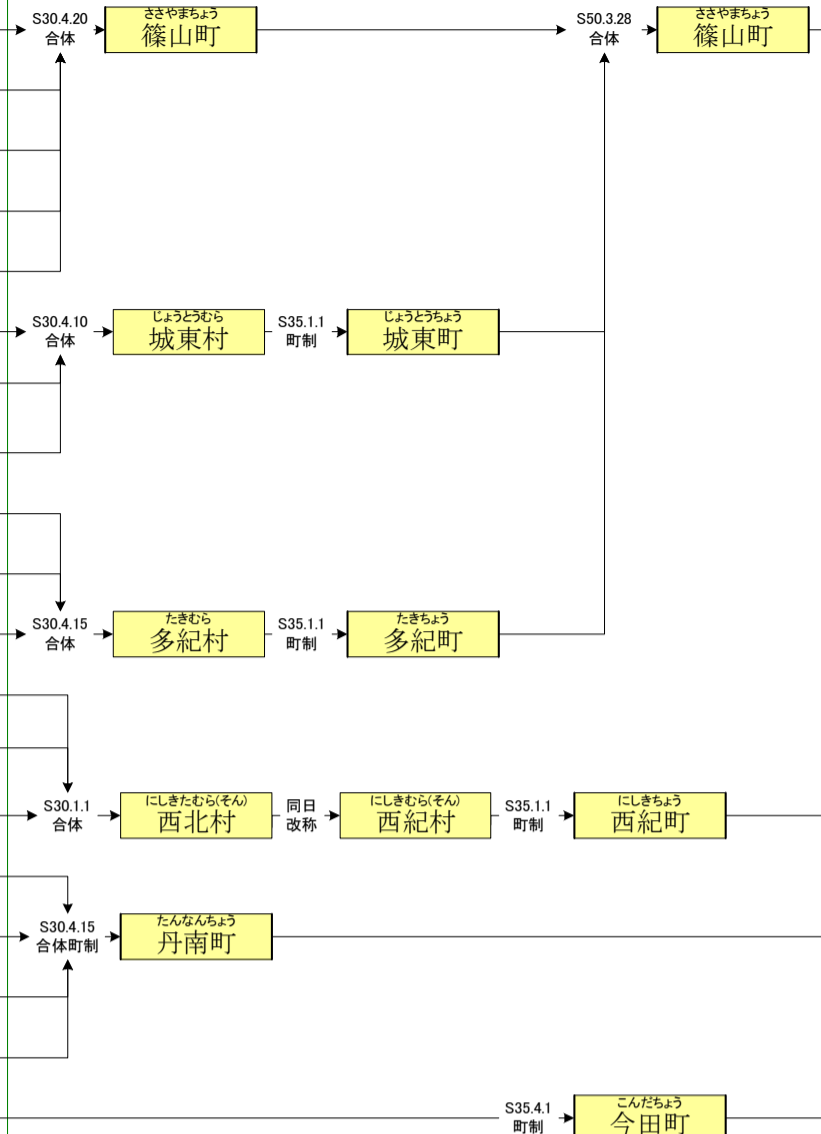 S30.4.20
合体
ささやまちょう
篠山町
S50.3.28
合体
ささやまちょう
篠山町
S30.4.10
合体
じょうとうむら
城東村
S35.1.1
町制
じょうとうちょう
城東町
S30.4.15
合体
たきむら
多紀村
S35.1.1
町制
たきちょう
多紀町
S30.1.1
合体
にしきたむら(そん)
西北村
同日
改称
にしきむら(そん)
西紀村
S35.1.1
町制
にしきちょう
西紀町
S30.4.15
合体町制
たんなんちょう
丹南町
S35.4.1
町制
こんだちょう
今田町